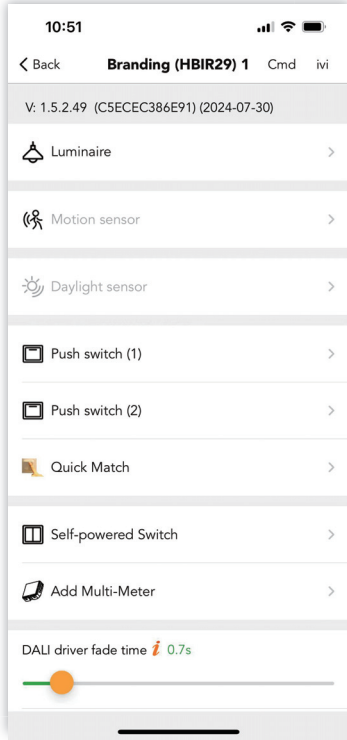 10:51
Back Branding (HBIR29) 1 Cmd ivi
V: 1.5.2.49 (C5ECEC386E91) (2024-07-30)
Luminaire
Motion sensor
Daylight sensor
Push switch (1)
Push switch (2)
Quick Match
Self-powered Switch
Add Multi-Meter
DALI driver fade time i 0.7s